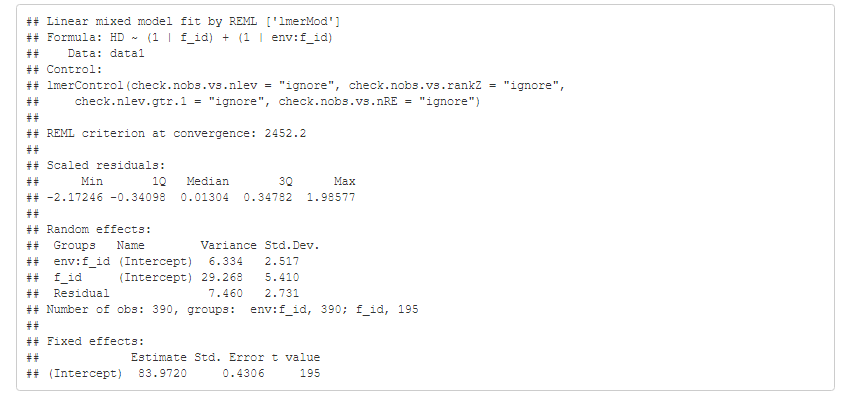 ## Linear mixed model fit by REML ['lmerMod']
## Formula: HD ~ (1 | f_id) + (1 | env:f_id)
##    Data: data1
## Control:
## lmerControl(check.nobs.vs.nlev = "ignore", check.nobs.vs.rankZ = "ignore",
##     check.nlev.gtr.1 = "ignore", check.nobs.vs.nRE = "ignore")
##
## REML criterion at convergence: 2452.2
##
## Scaled residuals:
##      Min       1Q   Median       3Q      Max
## -2.17246 -0.34098  0.01304  0.34782  1.98577
##
## Random effects:
##  Groups   Name        Variance Std.Dev.
##  env:f_id (Intercept)  6.334   2.517
##  f_id     (Intercept) 29.268   5.410
##  Residual              7.460   2.731
## Number of obs: 390, groups:  env:f_id, 390; f_id, 195
##
## Fixed effects:
##             Estimate Std. Error t value
## (Intercept)  83.9720     0.4306     195